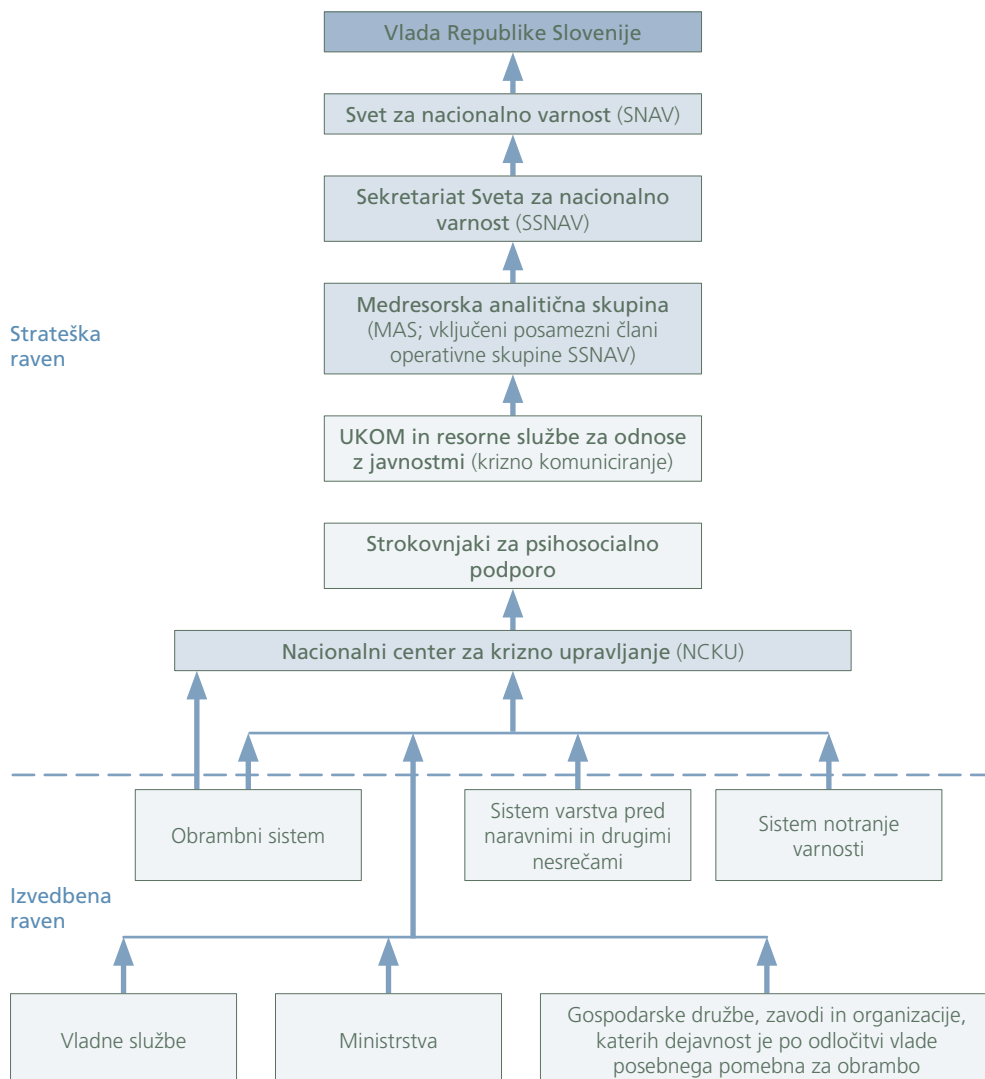 Vlada Republike Slovenije
Svet za nacionalno varnost (SNAV)
Sekretariat Sveta za nacionalno
varnost (SSNAV)
Medresorska analitična skupina
(MAS; vključeni posamezni člani
operativne skupine SSNAV)
Strateška
raven
UKOM in resorne službe za odnose
z javnostmi (krizno komuniciranje)
Strokovnjaki za psihosocialno
podporo
Nacionalni center za krizno upravljanje (NCKU)
Obrambni sistem
Sistem varstva pred
naravnimi in drugimi
nesrečami
Sistem notranje
varnosti
Izvedbena
raven
Vladne službe
Ministrstva
Gospodarske družbe, zavodi in organizacije,
katerih dejavnost je po odločitvi vlade
posebnega pomebna za obrambo